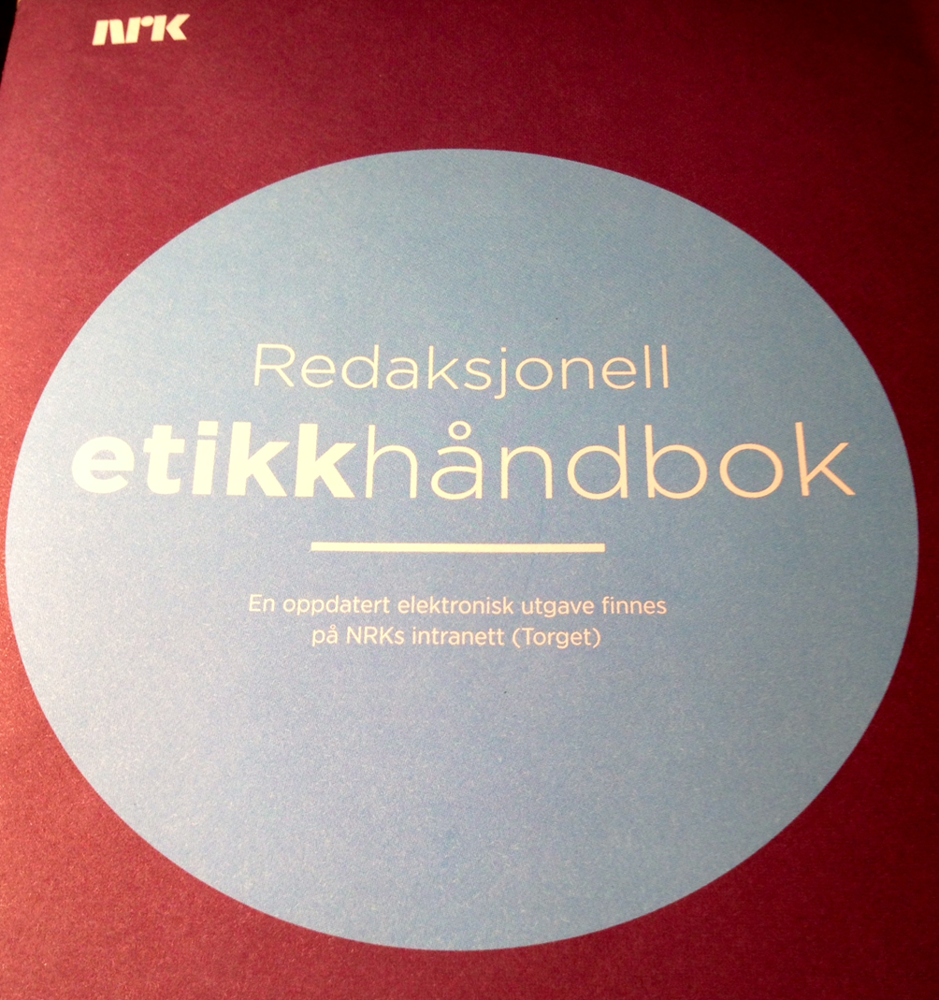 nrk
Redaksjonell
etikkhåndbok
En oppdatert elektronisk utgave finnes
på NRKs intranett (Torget)